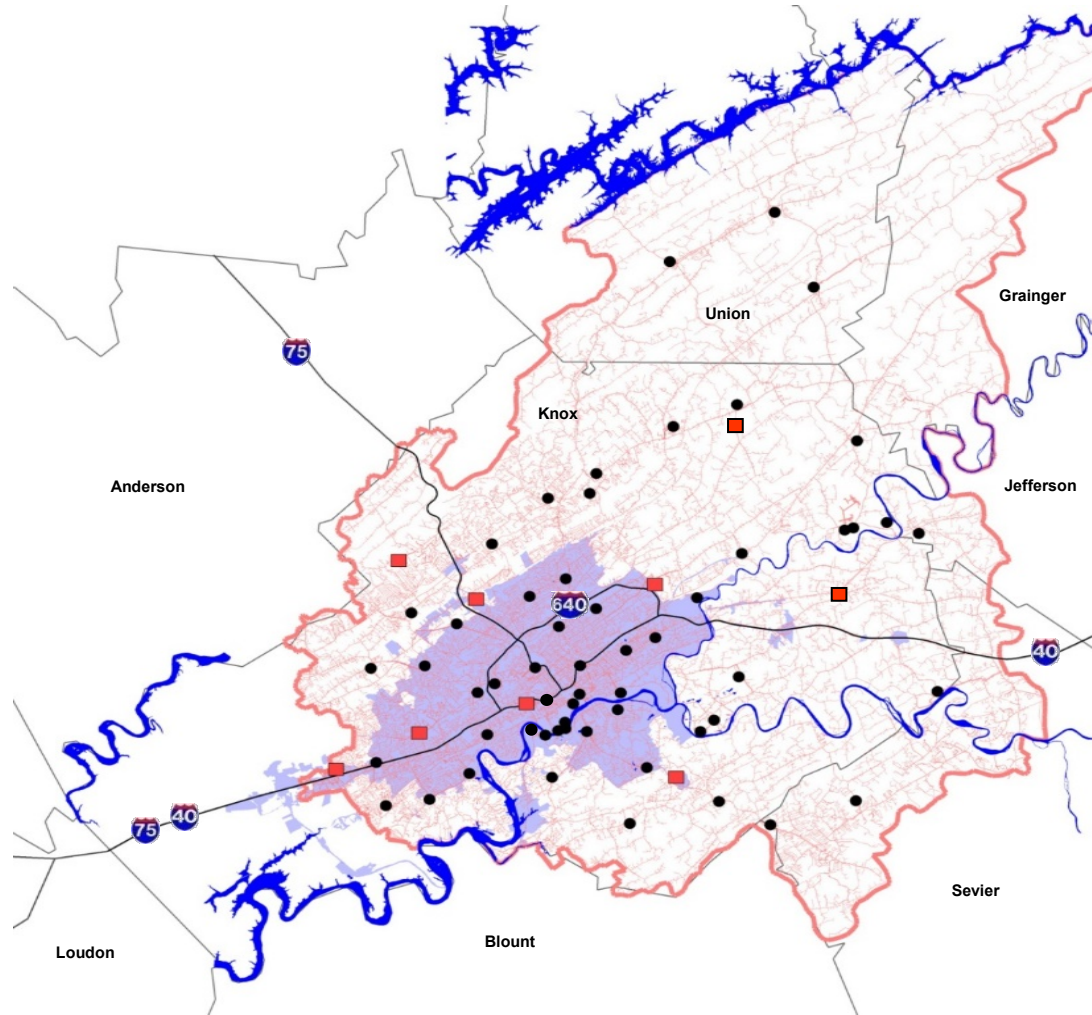 Grainger
Union
75
Knox
Anderson
Jefferson
640
40
75
40
Sevier
Blount
Loudon